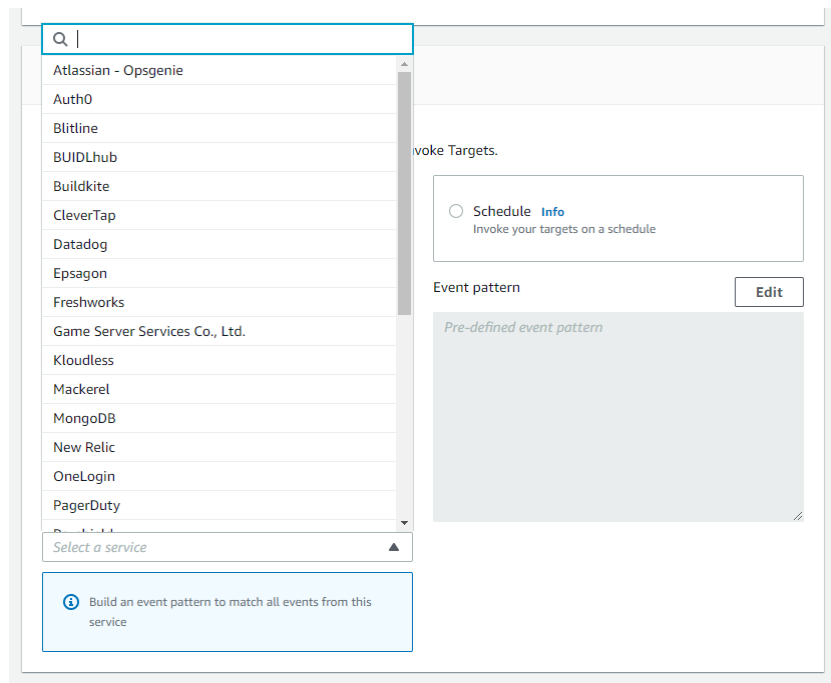 Atlassian - Opsgenie
Auth0
Blitline
BUIDLhub
Buildkite
CleverTap
Datadog
Epsagon
Freshworks
Game Server Services Co., Ltd.
Kloudless
Mackerel
MongoDB
New Relic
OneLogin
PagerDuty
Select a service
Build an event pattern to match all events from this
service
Targets.
Schedule Info
Invoke your targets on a schedule
Event pattern
Edit
Pre-defined event pattern